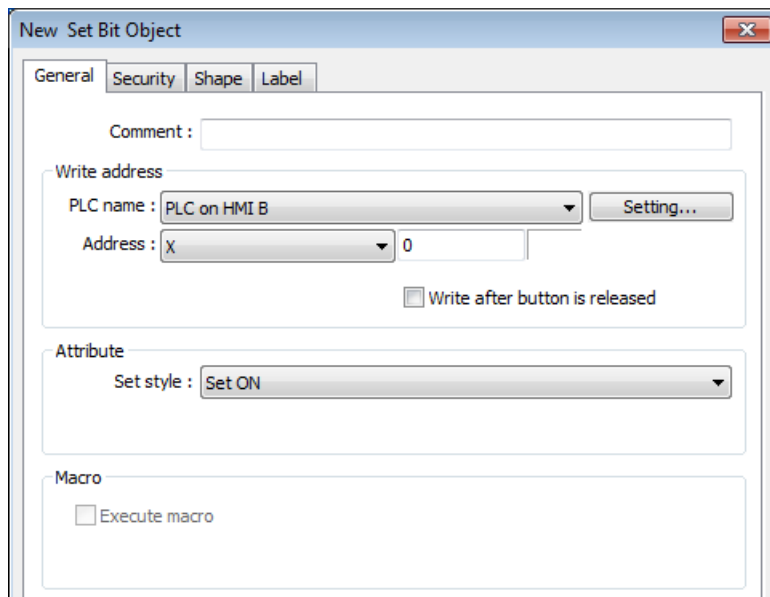 New Set Bit Object
General Security Shape Label
Comment :
Write address
PLC name : PLC on HMI B Setting...
Address : X 0
Write after button is released
Attribute
Set style : Set ON
Macro
Execute macro